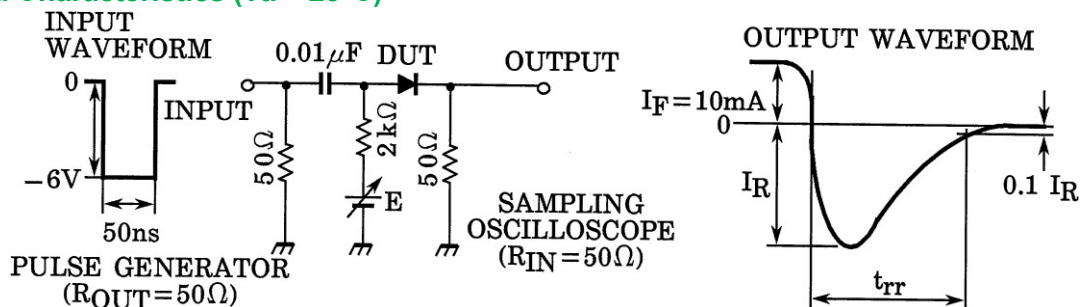 INPUT
WAVEFORM
0
-6V
50ns
PULSE GENERATOR
(ROUT=50Ω)
INPUT
0.01μF
DUT
OUTPUT
50Ω
2kΩ
E
50Ω
SAMPLING
OSCILLOSCOPE
(RIN=50Ω)
OUTPUT WAVEFORM
IF=10mA
0
IR
0.1 IR
trr